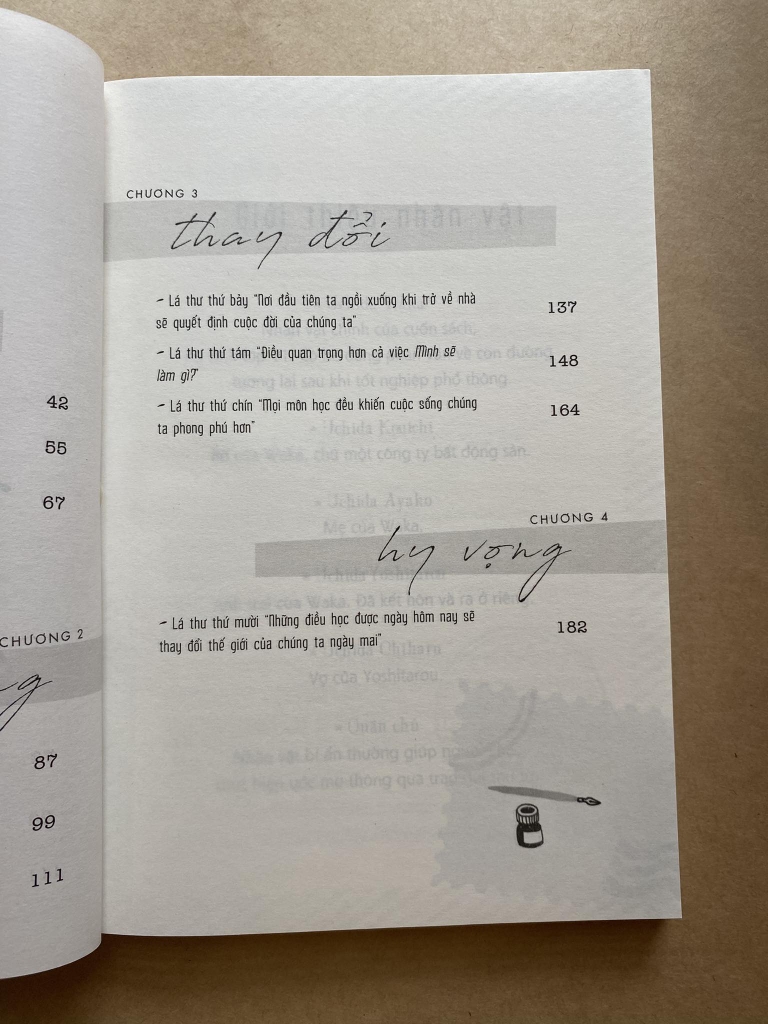 42
55
67
CHƯƠNG 2
87
99
111
CHƯƠNG 3
thay đổi
- Lá thư thứ bảy "Nơi đầu tiên ta ngồi xuống khi trở về nhà
sẽ quyết định cuộc đời của chúng ta" 137
- Lá thư thứ tám "Điều quan trọng hơn cả việc Mình sẽ
làm gì?" 148
- Lá thư thứ chín "Mọi môn học đều khiến cuộc sống chúng
ta phong phú hơn" 164
CHƯƠNG 4
hy vọng
- Lá thư thứ mười "Những điều học được ngày hôm nay sẽ
thay đổi thế giới của chúng ta ngày mai" 182